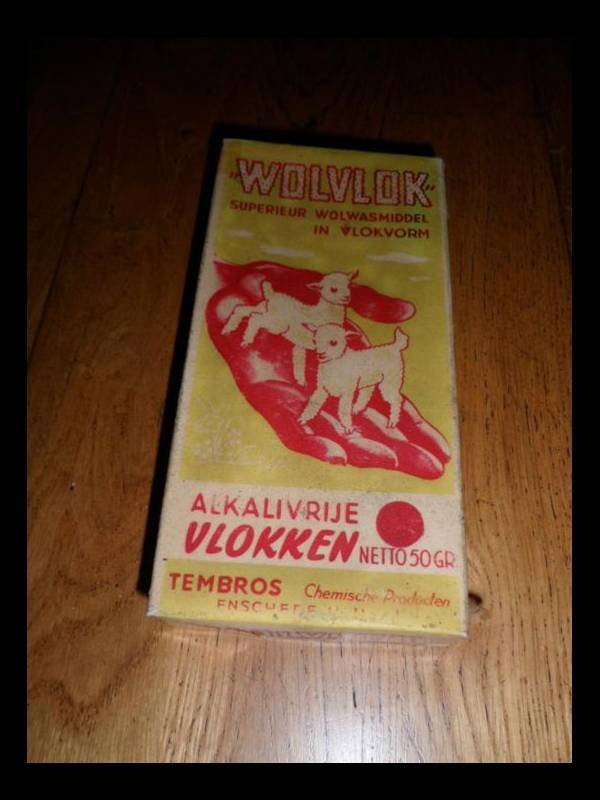 "WOLVLOK"
SUPERIEUR WOLWASMIDDEL
IN VLOKVORM
ALKALIVRIJE
VLOKKEN
NETTO 50 GR
TEMBROS Chemische Producten
ENSCHEDE